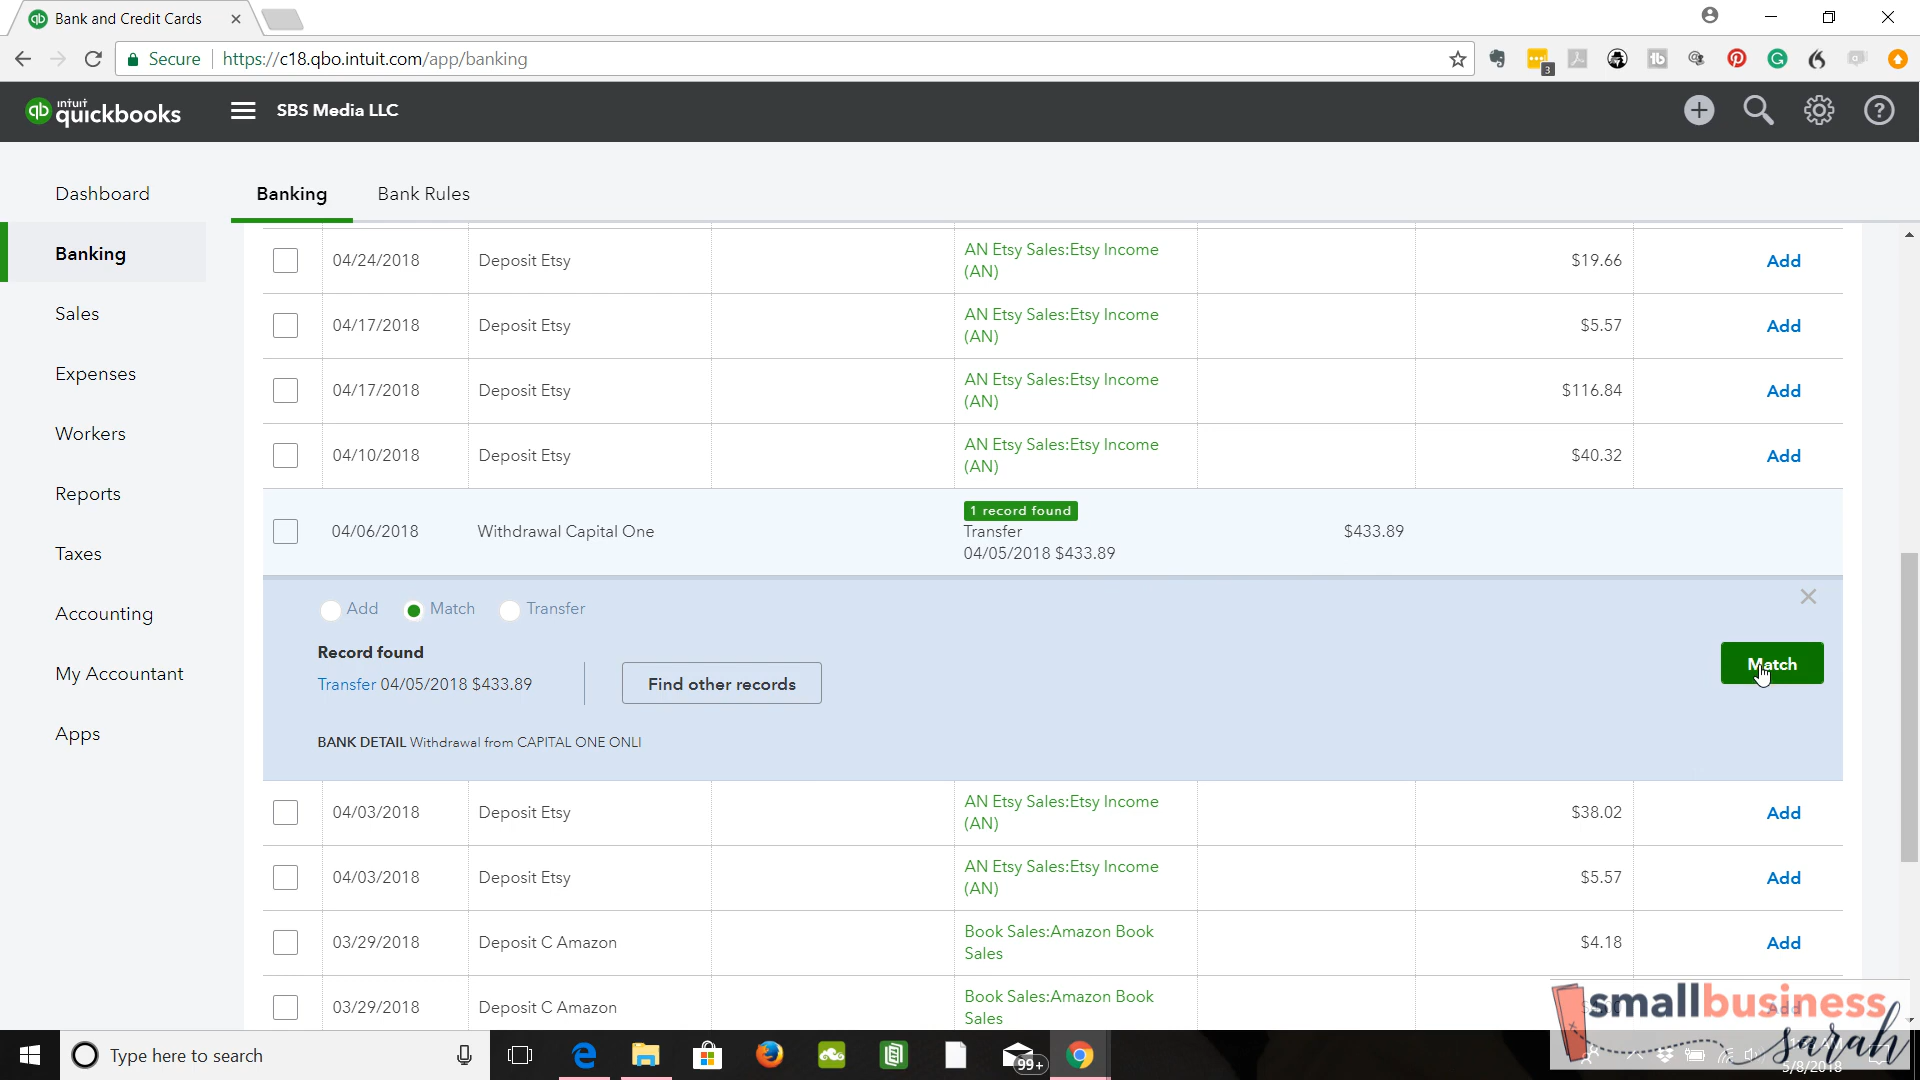 Bank and Credit Cards
Secure
https://c18.qbo.intuit.com/app/banking
3
intuit
quickbooks
SBS Media LLC
Dashboard
Banking
Sales
Expenses
Workers
Reports
Taxes
Accounting
My Accountant
Apps
Banking
Bank Rules
04/24/2018 Deposit Etsy AN Etsy Sales:Etsy Income $19.66 Add
(AN)
04/17/2018 Deposit Etsy AN Etsy Sales:Etsy Income $5.57 Add
(AN)
04/17/2018 Deposit Etsy AN Etsy Sales:Etsy Income $116.84 Add
(AN)
04/10/2018 Deposit Etsy AN Etsy Sales:Etsy Income $40.32 Add
(AN)
1 record found
04/06/2018 Withdrawal Capital One Transfer $433.89
04/05/2018 $433.89
Add Match Transfer
Record found
Transfer 04/05/2018 $433.89
Find other records
Match
BANK DETAIL Withdrawal from CAPITAL ONE ONLI
04/03/2018 Deposit Etsy AN Etsy Sales:Etsy Income $38.02 Add
(AN)
04/03/2018 Deposit Etsy AN Etsy Sales:Etsy Income $5.57 Add
(AN)
03/29/2018 Deposit C Amazon Book Sales:Amazon Book $4.18 Add
Sales
03/29/2018 Deposit C Amazon Book Sales:Amazon Book Add
Sales
smallbusiness
sarah
Type here to search
99+
5/8/2018